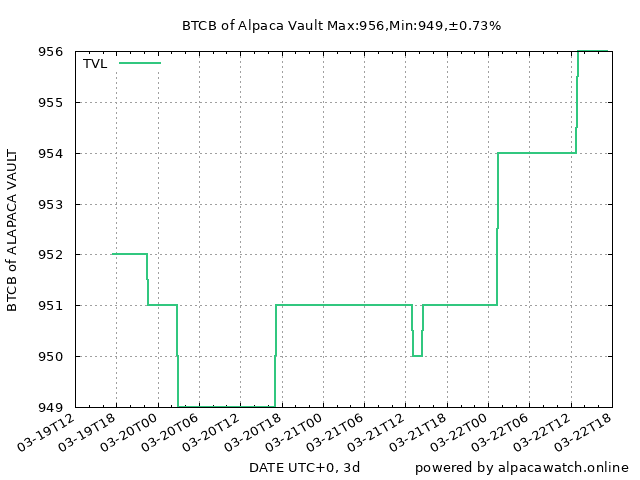 BTCB of Alpaca Vault Max:956,Min:949,±0.73%
TVL
956
955
954
953
952
951
950
949
BTCB of ALAPACA VAULT
03-19T12
03-19T18
03-20T00
03-20T06
03-20T12
03-20T18
03-21T00
03-21T06
03-21T12
03-21T18
03-22T00
03-22T06
03-22T12
03-22T18
DATE UTC+0, 3d
powered by alpacawatch.online